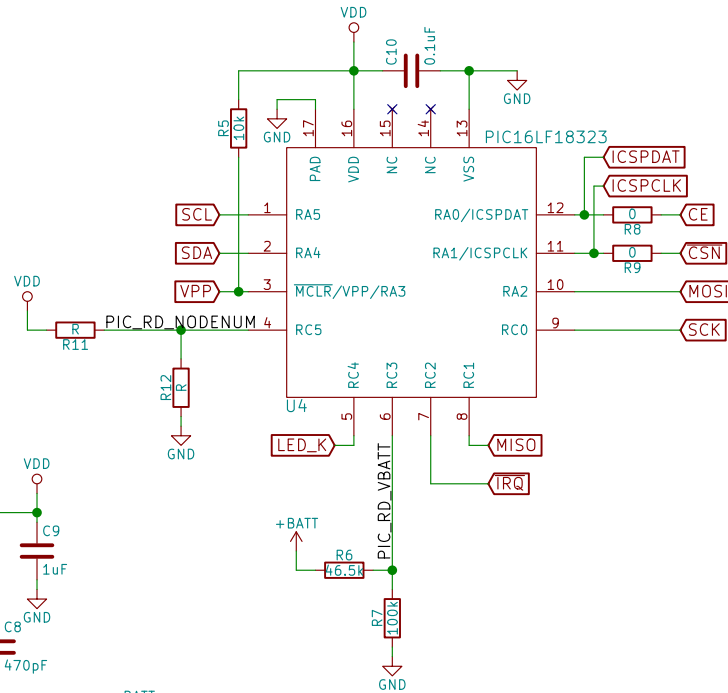 VDD
C10
0.1uF
GND
R5
10k
GND
17
16
15
14
13
PIC16LF18323
PAD
VDD
NC
NC
VSS
ICSPDAT
ICSPCLK
SCL
1
RA5
RA0/ICSPDAT
12
0
R8
CE
SDA
2
RA4
RA1/ICSPCLK
11
0
R9
CSN
VPP
3
MCLR/VPP/RA3
RA2
10
MOSI
VDD
R
R11
PIC_RD_NODENUM
4
RC5
RC0
9
SCK
R12
R
GND
RC4
RC3
RC2
RC1
U4
5
6
7
8
LED_K
MISO
PIC_RD_VBATT
IRQ
VDD
C9
1uF
GND
+BATT
R6
46.5k
R7
100k
GND
C8
470pF